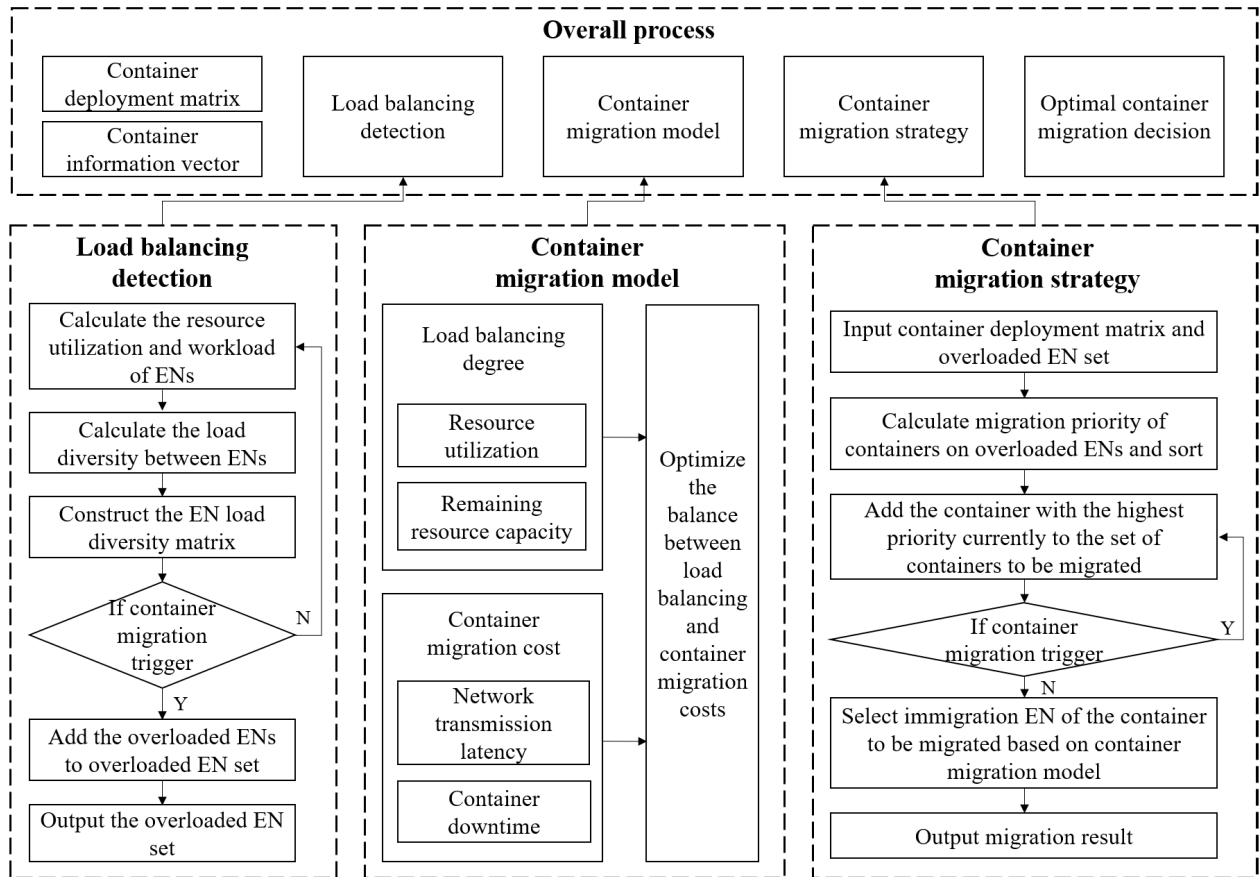 Overall process
Container
deployment matrix
Container
information vector
Load balancing
detection
Container
migration model
Container
migration strategy
Optimal container
migration decision
Load balancing
detection
Calculate the resource
utilization and workload
of ENs
Calculate the load
diversity between ENs
Construct the EN load
diversity matrix
If container
migration
trigger
N
Y
Add the overloaded ENs
to overloaded EN set
Output the overloaded EN
set
Container
migration model
Load balancing
degree
Resource
utilization
Remaining
resource capacity
Container
migration cost
Network
transmission
latency
Container
downtime
Optimize
the
balance
between
load
balancing
and
container
migration
costs
Container
migration strategy
Input container deployment matrix and
overloaded EN set
Calculate migration priority of
containers on overloaded ENs and sort
Add the container with the highest
priority currently to the set of
containers to be migrated
If container
migration trigger
Y
N
Select immigration EN of the container
to be migrated based on container
migration model
Output migration result